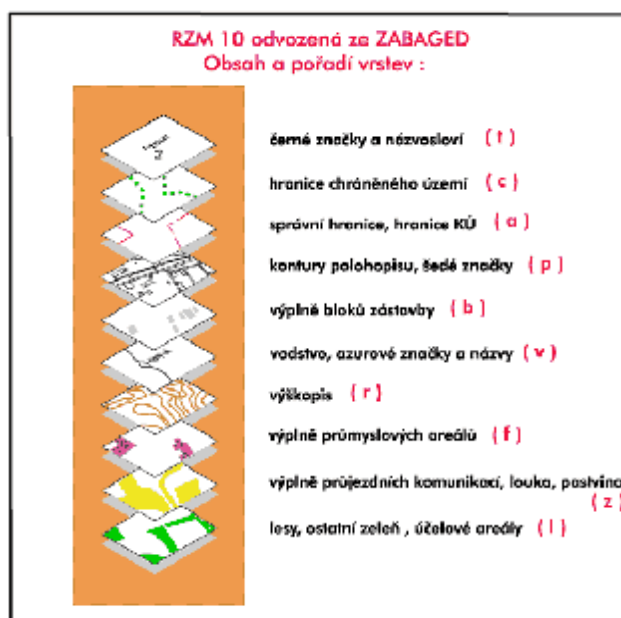 RZM 10 odvozená ze ZABAGED
Obsah a pořadí vrstev :
černé značky a názvosloví ( t )
hranice chráněného území ( c )
správní hranice, hranice KÚ ( a )
kontury polohopisu, šedé značky ( p )
výplně bloků zástavby ( b )
vodstvo, azurové značky a názvy ( v )
výškopis ( r )
výplně průmyslových areálů ( f )
výplně průjezdních komunikací, louka, pastvina
( z )
lesy, ostatní zeleň , účelové areály ( l )